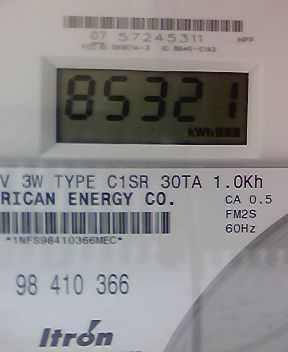 07 57245311
85321
kWh
V 3W TYPE C1SR 30TA 1.0Kh
RICAN ENERGY CO.
CA 0.5
FM2S
*1NFS98410366MEC*
60Hz
98 410 366
Itrón